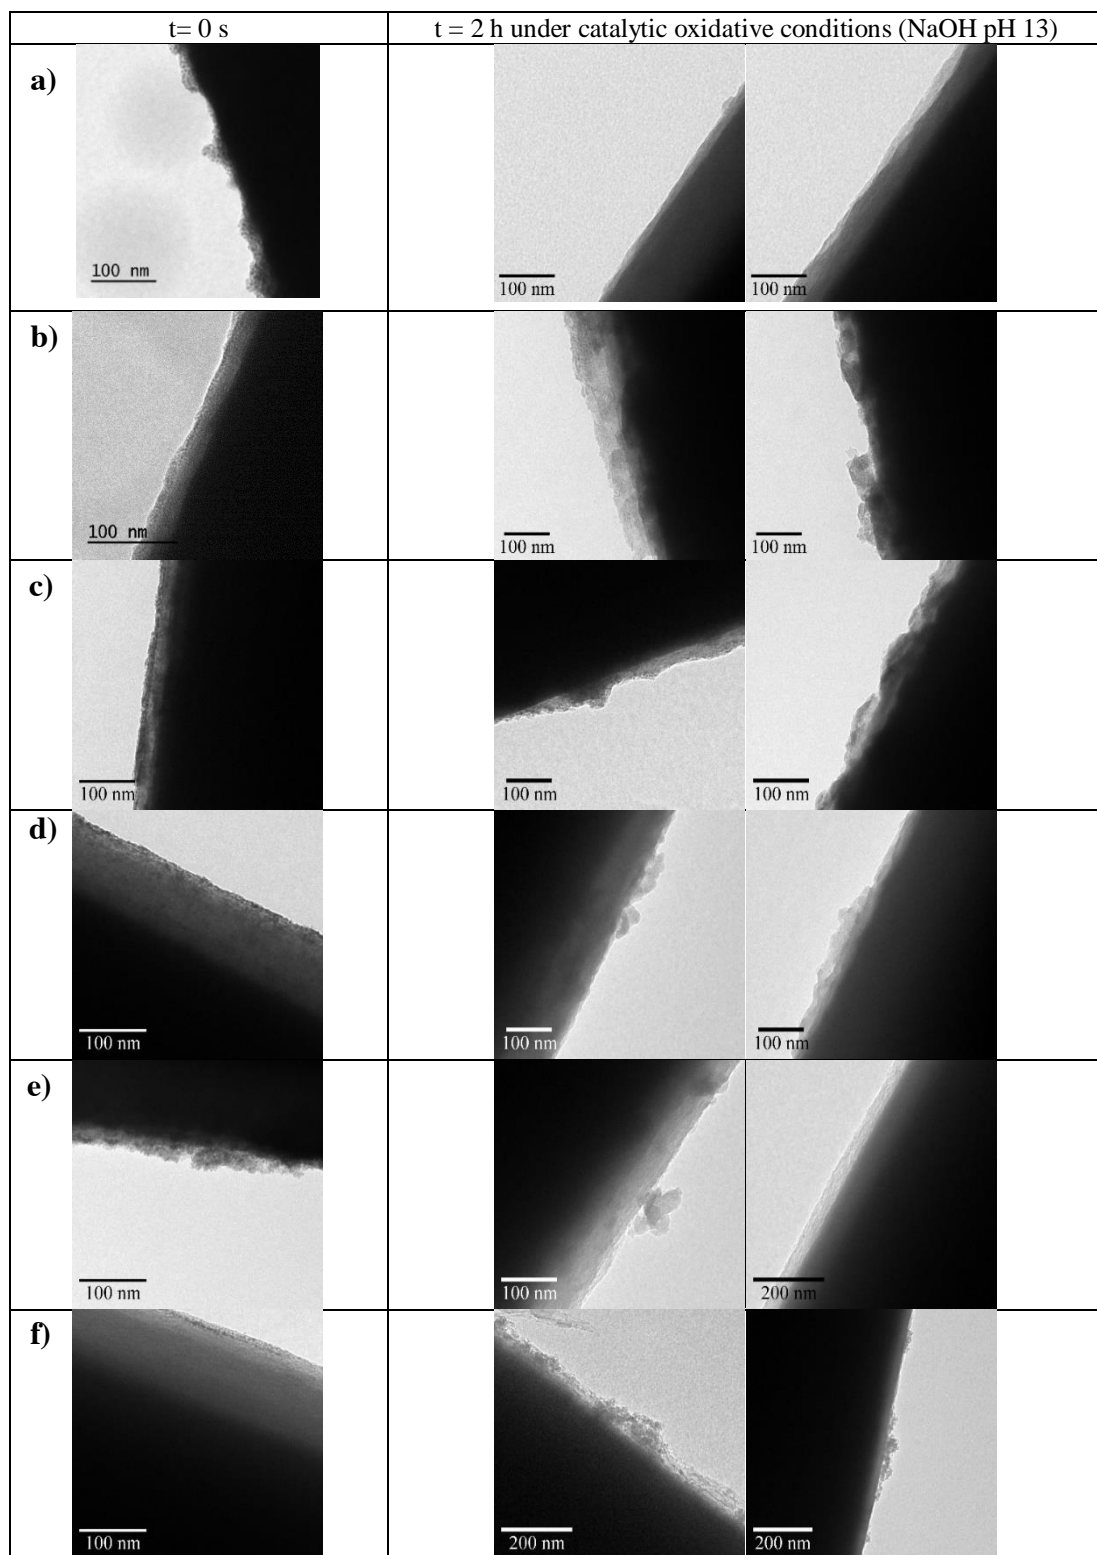 t= 0 s
t = 2 h under catalytic oxidative conditions (NaOH pH 13)
a)
100 nm
100 nm
100 nm
b)
100 nm
100 nm
100 nm
c)
100 nm
100 nm
100 nm
d)
100 nm
100 nm
100 nm
e)
100 nm
100 nm
200 nm
f)
100 nm
200 nm
200 nm